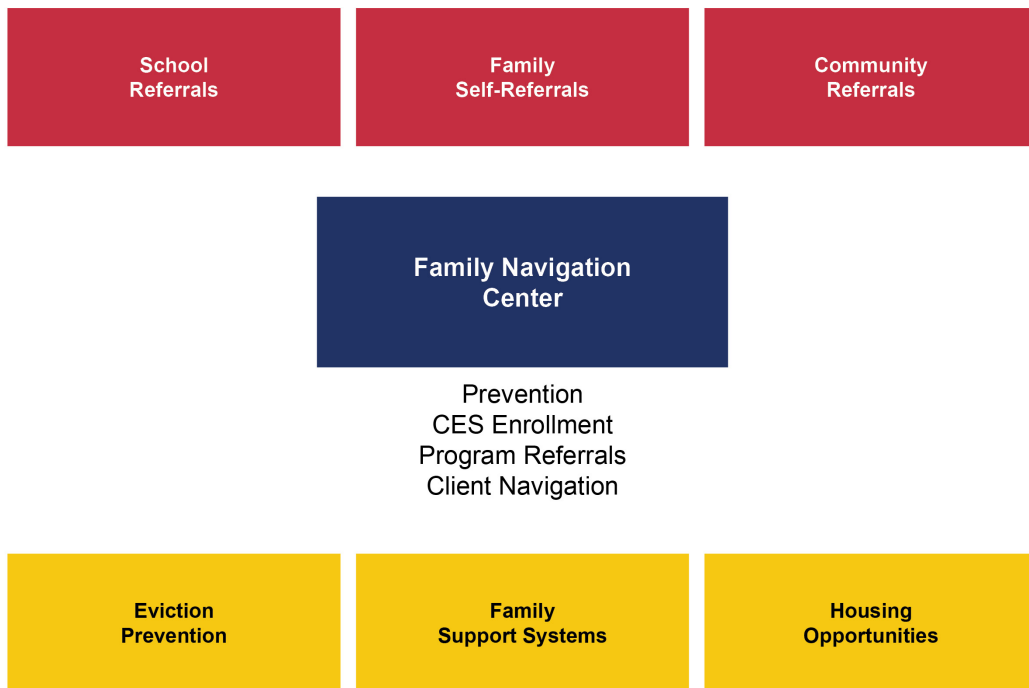 School
Referrals
Family
Self-Referrals
Community
Referrals
Family Navigation
Center
Prevention
CES Enrollment
Program Referrals
Client Navigation
Eviction
Prevention
Family
Support Systems
Housing
Opportunities